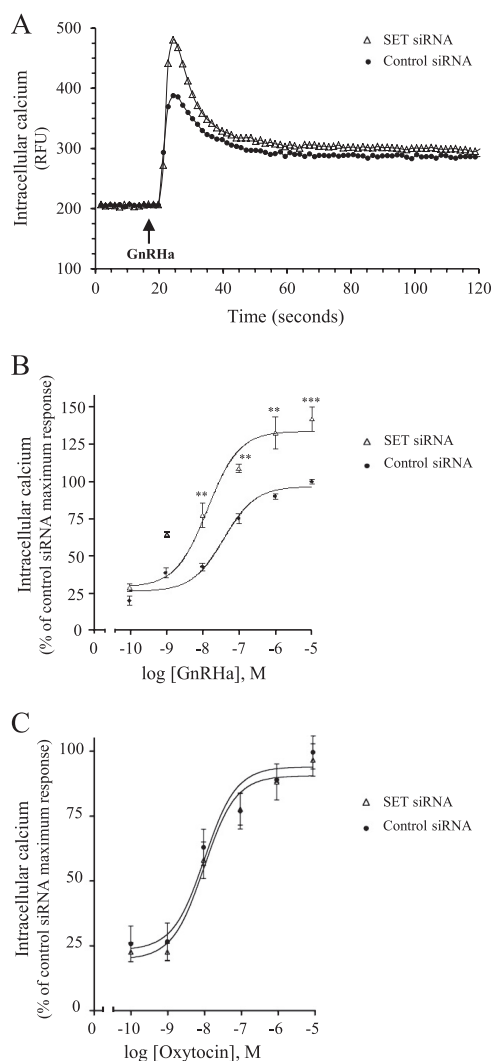 A
Intracellular calcium
(RFU)
500
400
300
200
100
SET siRNA
Control siRNA
GnRHa
0 20 40 60 80 100 120
Time (seconds)
B
Intracellular calcium
(% of control siRNA maximum response)
150
125
100
75
50
25
0
** ** ** ***
SET siRNA
Control siRNA
0 -10 -9 -8 -7 -6 -5
log [GnRHa], M
C
Intracellular calcium
(% of control siRNA maximum response)
100
75
50
25
0
SET siRNA
Control siRNA
0 -10 -9 -8 -7 -6 -5
log [Oxytocin], M